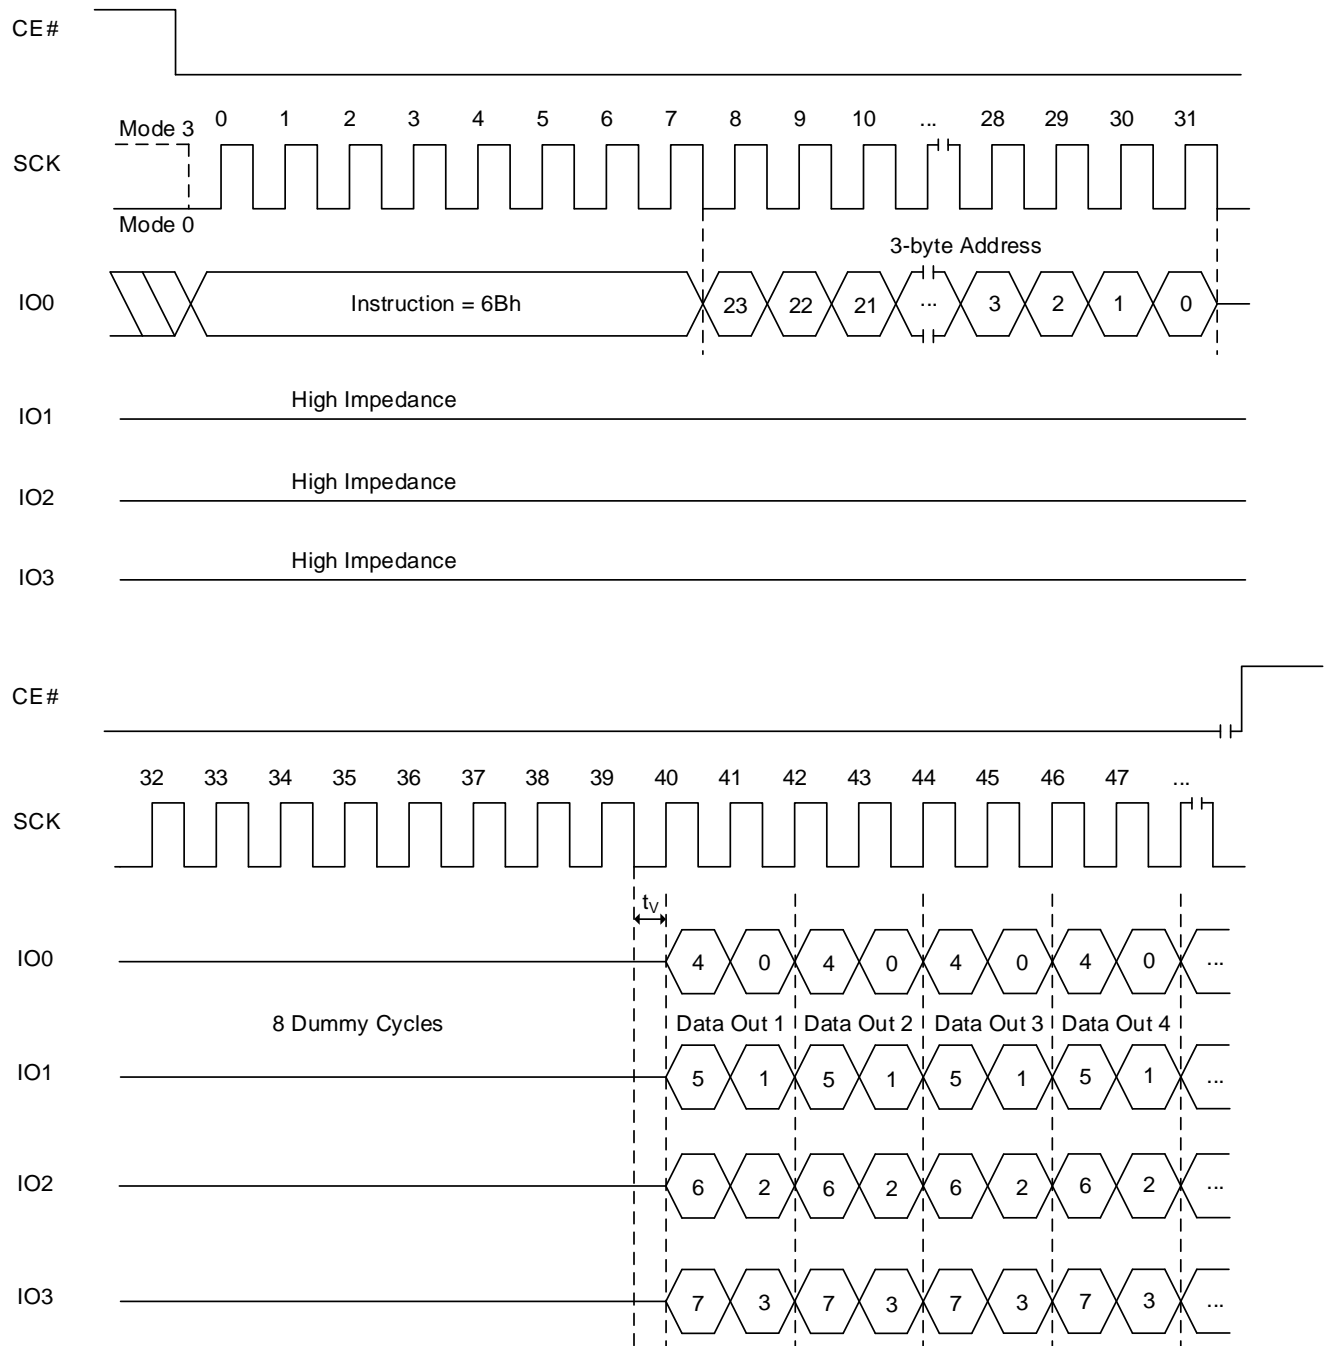 CE#
Mode 3 0 1 2 3 4 5 6 7 8 9 10 ... 28 29 30 31
SCK
Mode 0
3-byte Address
IO0 Instruction = 6Bh 23 22 21 ... 3 2 1 0
High Impedance
IO1
High Impedance
IO2
High Impedance
IO3
CE#
32 33 34 35 36 37 38 39 40 41 42 43 44 45 46 47 ...
SCK
tV
IO0 4 0 4 0 4 0 4 0 ...
8 Dummy Cycles Data Out 1 Data Out 2 Data Out 3 Data Out 4
IO1 5 1 5 1 5 1 5 1 ...
IO2 6 2 6 2 6 2 6 2 ...
IO3 7 3 7 3 7 3 7 3 ...